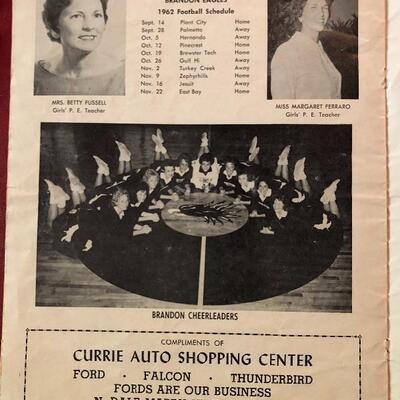 BRANDON EAGLES
1962 Football Schedule
Sept. 14 Plant City Home
Sept. 28 Palmetto Away
Oct. 5 Hernando Away
Oct. 12 Pinecrest Home
Oct. 19 Brewster Tech Home
Oct. 26 Gulf Hi Away
Nov. 2 Turkey Creek Away
Nov. 9 Zephyrhills Home
Nov. 16 Jesuit Away
Nov. 22 East Bay Home
MRS. BETTY FUSSELL
Girls' P. E. Teacher
MISS MARGARET FERRARO
Girls' P. E. Teacher
BRANDON CHEERLEADERS
COMPLIMENTS OF
CURRIE AUTO SHOPPING CENTER
FORD · FALCON · THUNDERBIRD
FORDS ARE OUR BUSINESS
N. DALE